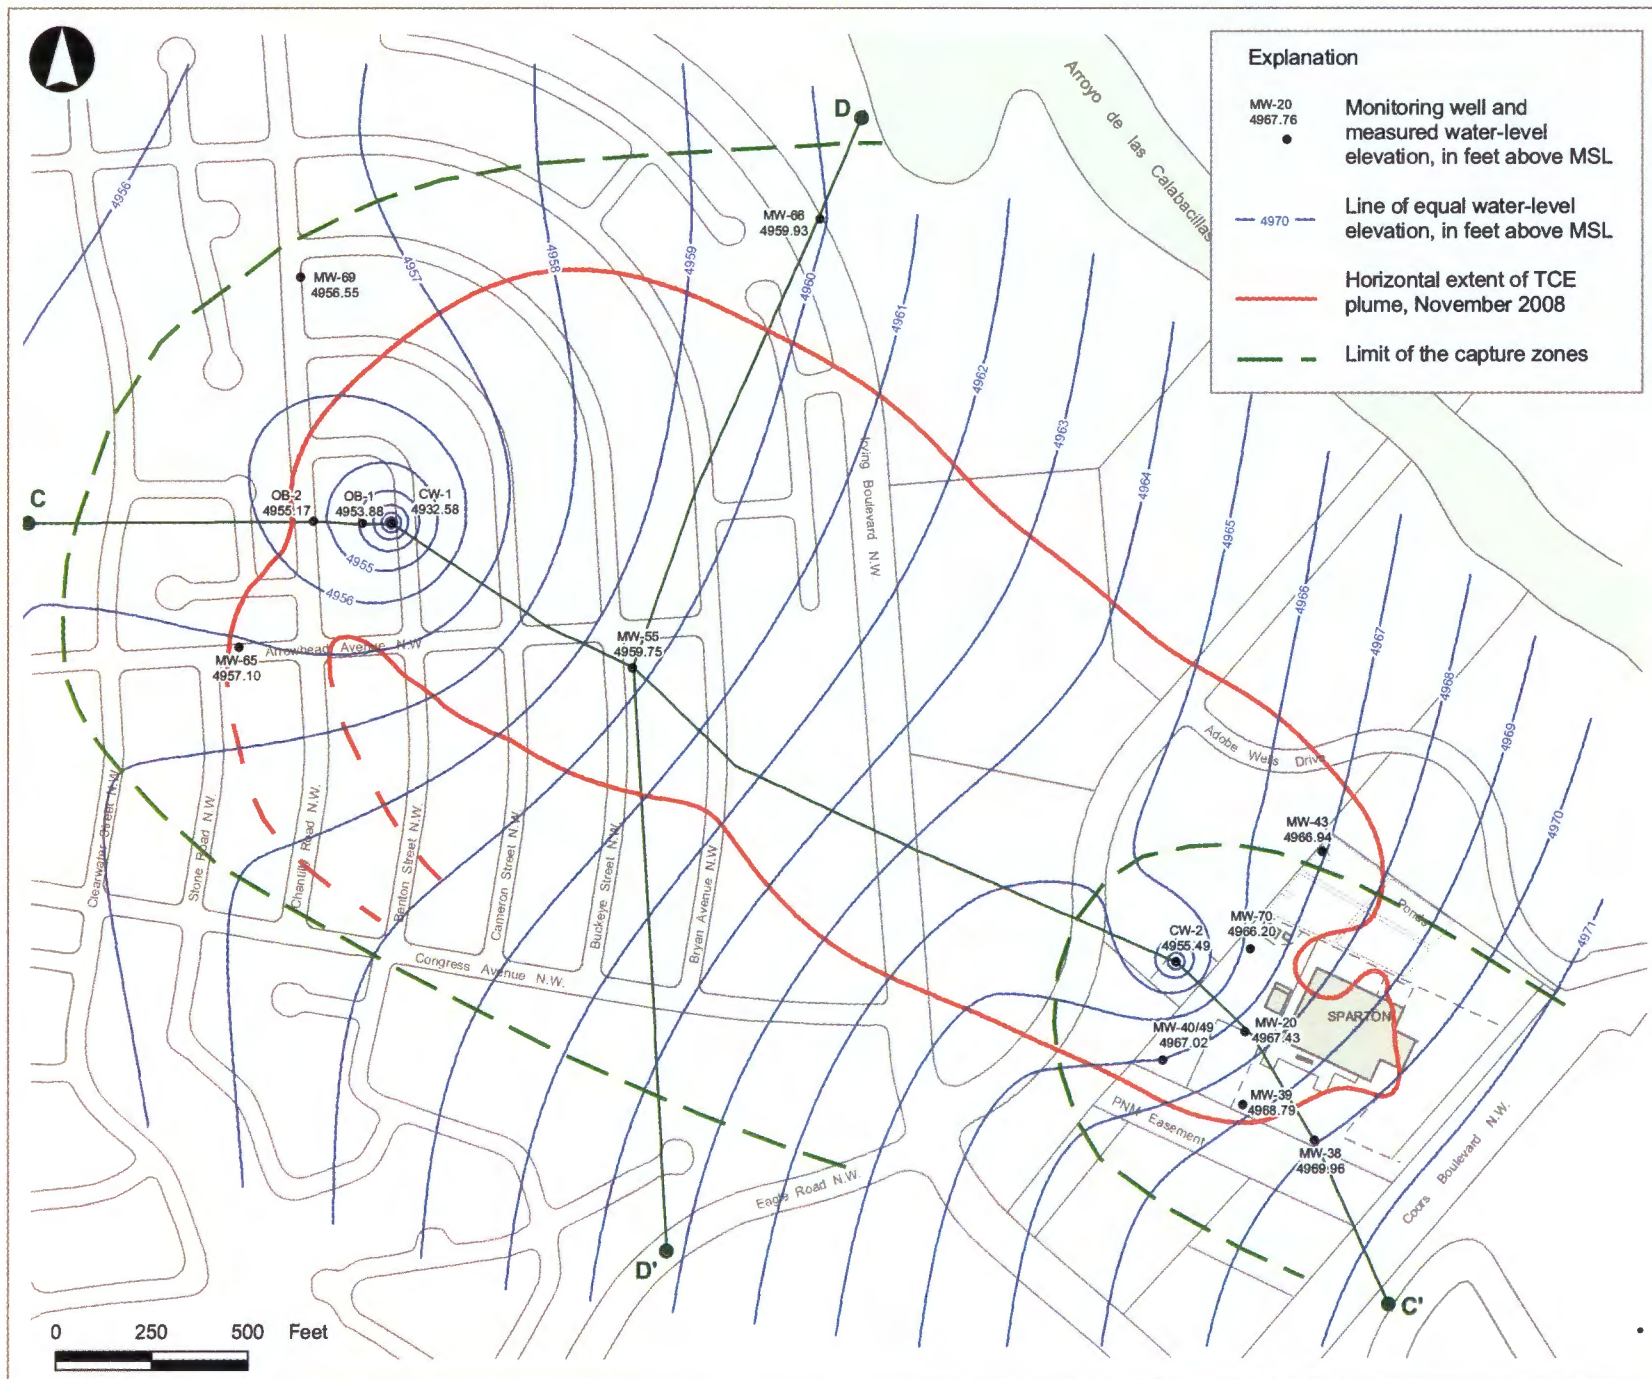 Explanation
MW-20
4967.76
Monitoring well and
measured water-level
elevation, in feet above MSL
4970
Line of equal water-level
elevation, in feet above MSL
Horizontal extent of TCE
plume, November 2008
Limit of the capture zones
Arroyo de las Calabacillas
D
MW-66
4959.93
4956
4957
4958
4959
4960
4961
4962
4963
4964
4965
4966
4967
4968
4969
4970
4971
MW-69
4956.55
C
OB-2
4955.17
OB-1
4953.88
CW-1
4932.58
4955
4956
Irving Boulevard N.W
MW-55
4959.75
Arrowhead Avenue N.W
MW-65
4957.10
Adobe Wells Drive
MW-43
4966.94
Clearwater Street N.W.
Stone Road N.W.
Chantilly Road N.W.
Benton Street N.W.
Cameron Street N.W.
Buckeye Street N.W.
Bryan Avenue N.W
Congress Avenue N.W.
Ponds
MW-70
4966.20
CW-2
4955.49
SPARTON
MW-20
4967.43
MW-40/49
4967.02
MW-39
4968.79
PNM Easement
MW-38
4969.96
Coors Boulevard N.W.
Eagle Road N.W.
D'
C'
0 250 500 Feet